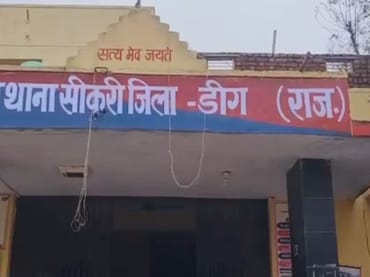 सत्य मेव जयते
थाना सीकरी जिला - डीग (राज.)